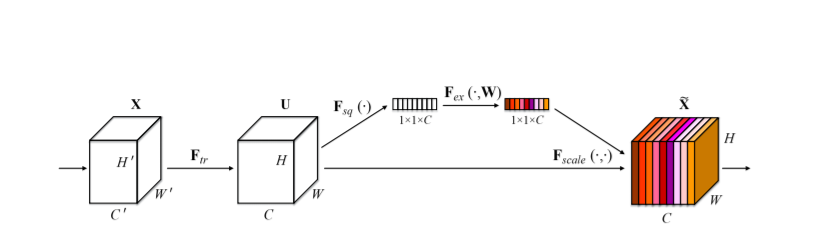 X
H′
W′
C′
F_tr
U
H
W
C
F_sq (·)
1×1×C
F_ex (·,W)
1×1×C
F_scale (·,·)
X̃
H
W
C